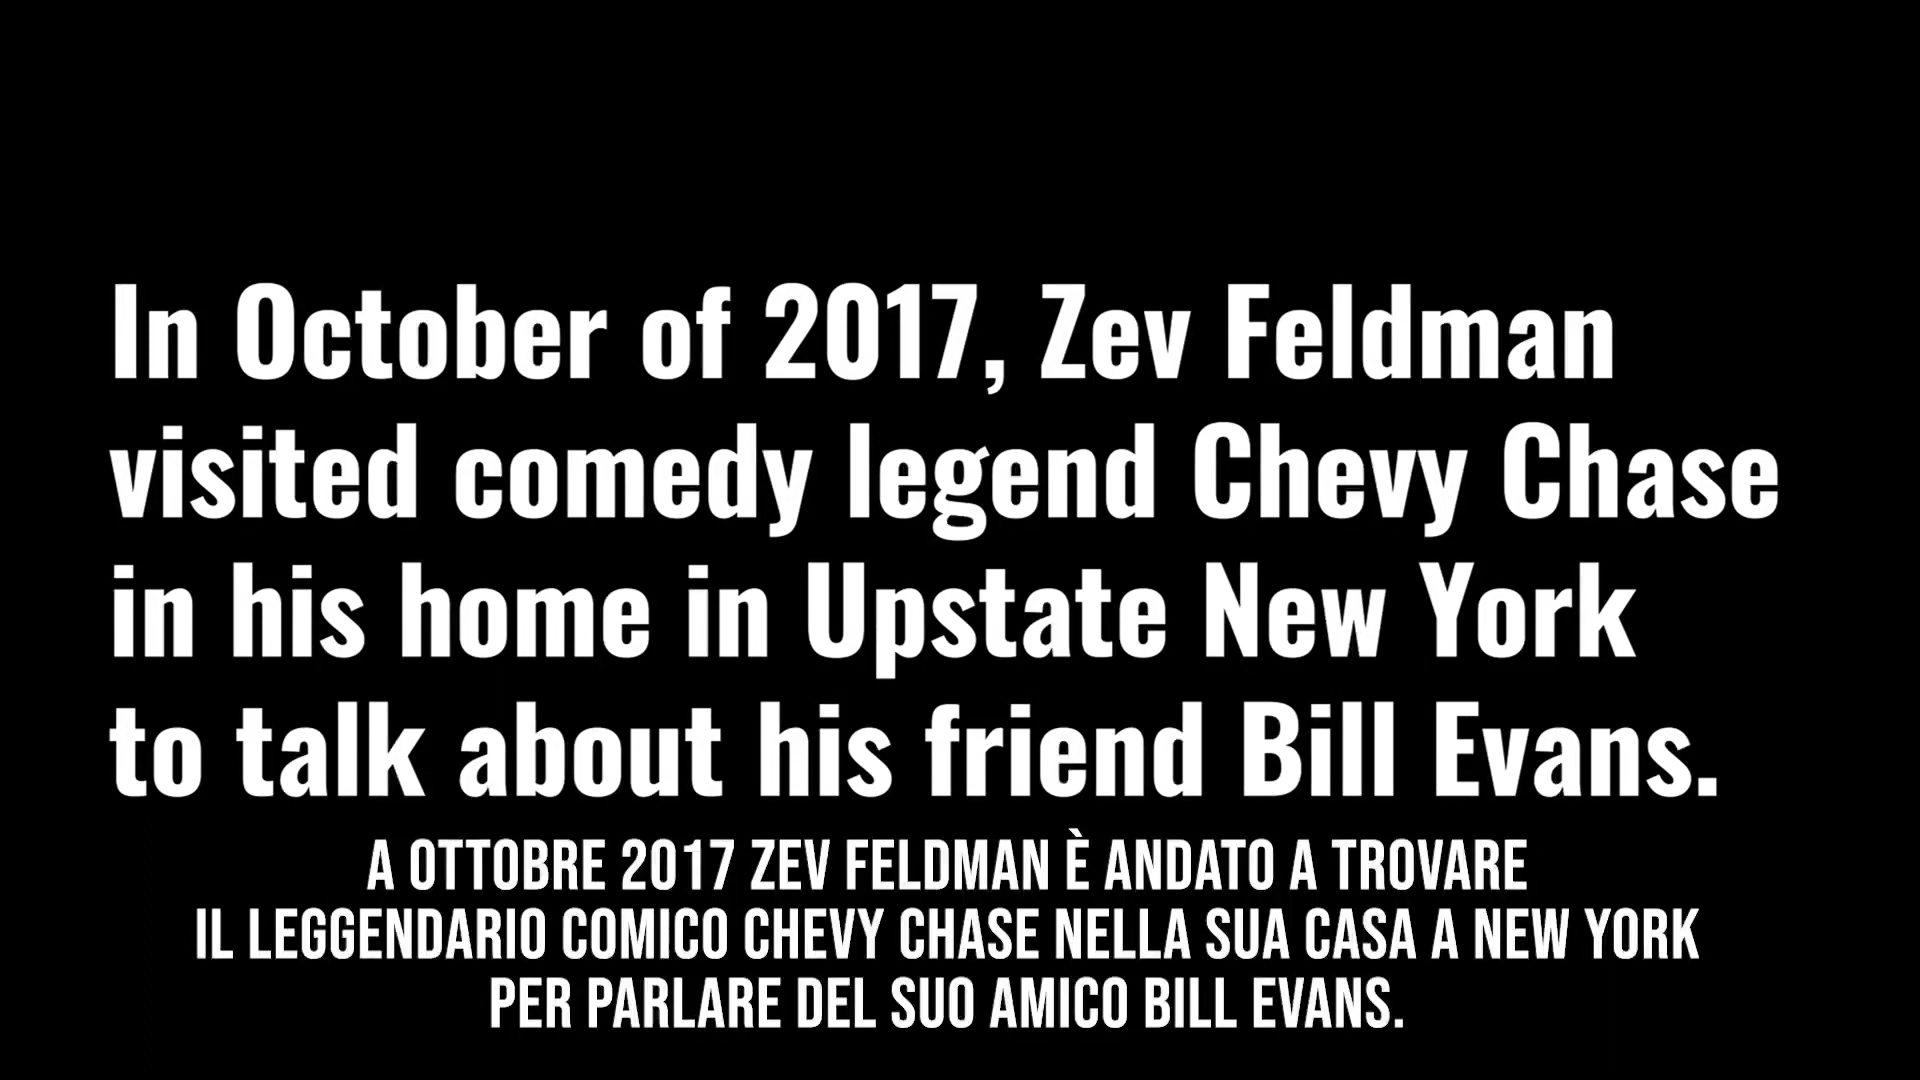 In October of 2017, Zev Feldman
visited comedy legend Chevy Chase
in his home in Upstate New York
to talk about his friend Bill Evans.
A OTTOBRE 2017 ZEV FELDMAN È ANDATO A TROVARE
IL LEGGENDARIO COMICO CHEVY CHASE NELLA SUA CASA A NEW YORK
PER PARLARE DEL SUO AMICO BILL EVANS.